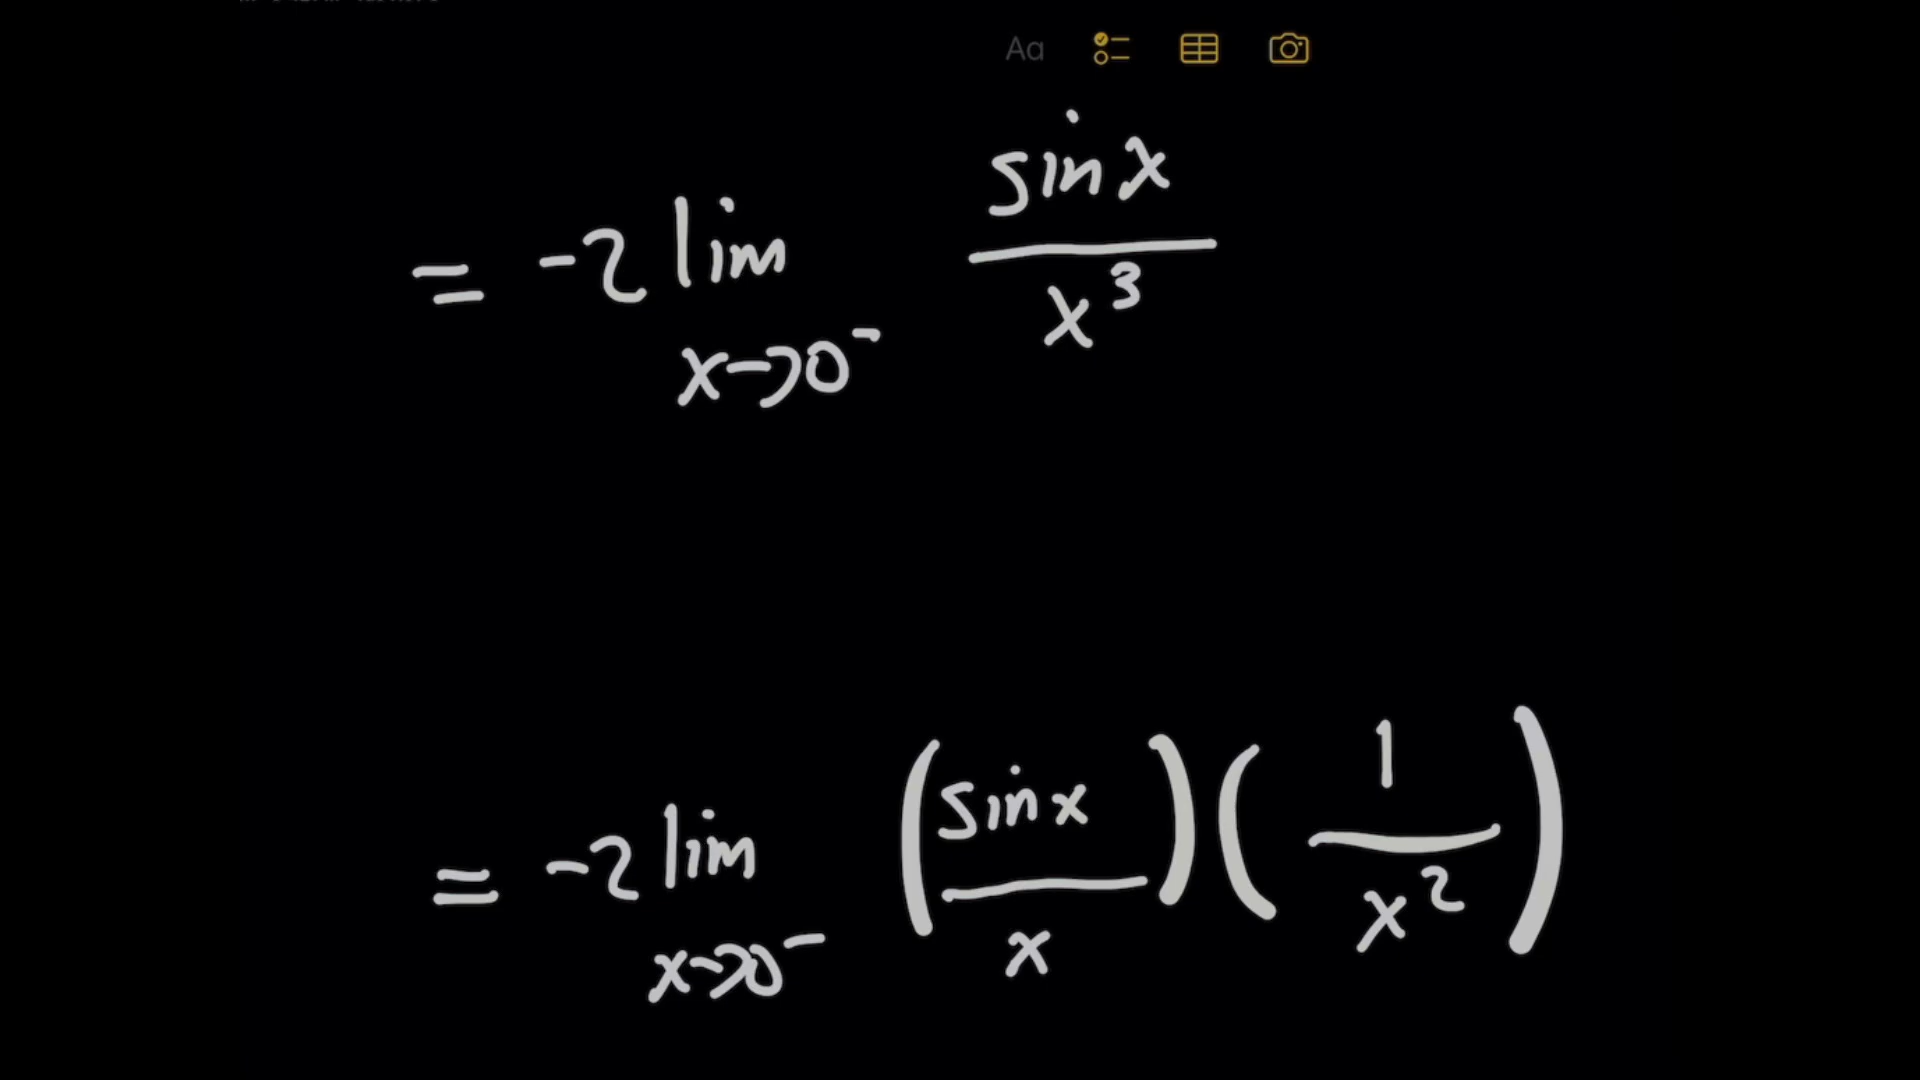 Aa
= -2 lim x→0⁻ sin x / x³
= -2 lim x→0⁻ (sin x / x)(1 / x²)